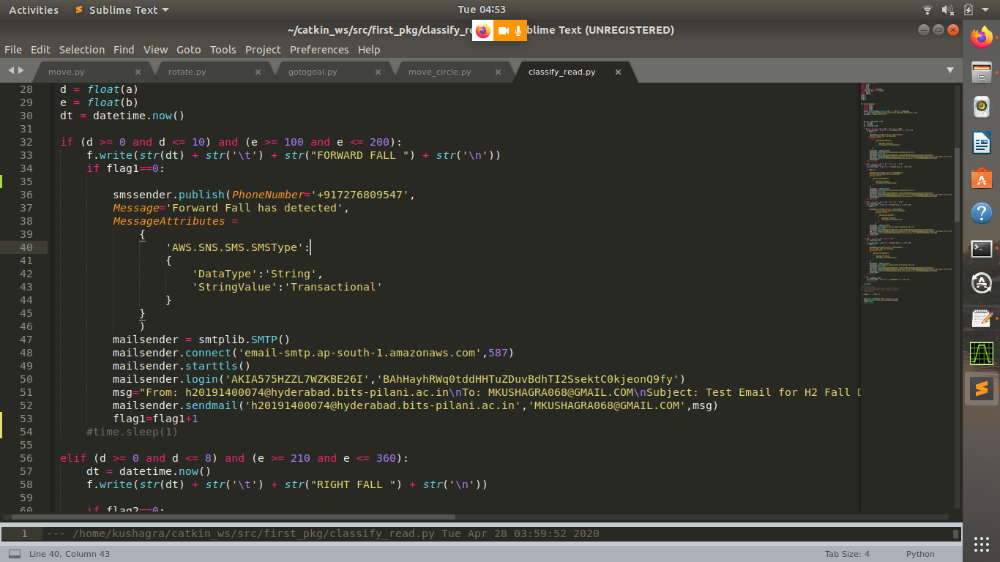 Activities
Sublime Text
Tue 04:53
~/catkin_ws/src/first_pkg/classify_re
blime Text (UNREGISTERED)
File Edit Selection Find View Goto Tools Project Preferences Help
move.py
rotate.py
gotogoal.py
move_circle.py
classify_read.py
28 d = float(a)
29 e = float(b)
30 dt = datetime.now()
31
32 if (d >= 0 and d <= 10) and (e >= 100 and e <= 200):
33 f.write(str(dt) + str('\t') + str("FORWARD FALL ") + str('\n'))
34 if flag1==0:
35
36 smssender.publish(PhoneNumber='+917276809547',
37 Message='Forward Fall has detected',
38 MessageAttributes =
39 {
40 'AWS.SNS.SMS.SMSType':
41 {
42 'DataType':'String',
43 'StringValue':'Transactional'
44 }
45 }
46 )
47 mailsender = smtplib.SMTP()
48 mailsender.connect('email-smtp.ap-south-1.amazonaws.com',587)
49 mailsender.starttls()
50 mailsender.login('AKIA575HZZL7WZKBE26I','BAhHayhRWq0tddHHTuZDuvBdhTI2SsektC0kjeonQ9fy')
51 msg="From: h20191400074@hyderabad.bits-pilani.ac.in\nTo: MKUSHAGRA068@GMAIL.COM\nSubject: Test Email for H2 Fall D
52 mailsender.sendmail('h20191400074@hyderabad.bits-pilani.ac.in','MKUSHAGRA068@GMAIL.COM',msg)
53 flag1=flag1+1
54 #time.sleep(1)
55
56 elif (d >= 0 and d <= 8) and (e >= 210 and e <= 360):
57 dt = datetime.now()
58 f.write(str(dt) + str('\t') + str("RIGHT FALL ") + str('\n'))
59
60 if flag2==0:
1 --- /home/kushagra/catkin_ws/src/first_pkg/classify_read.py Tue Apr 28 03:59:52 2020
Line 40, Column 43
Tab Size: 4
Python